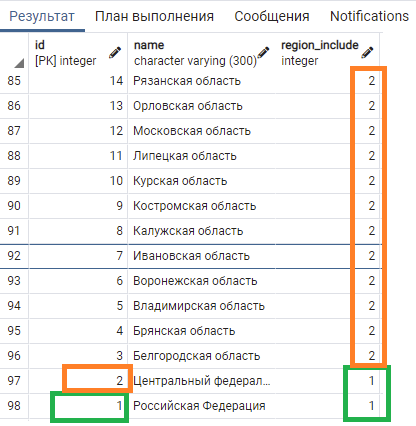 Результат План выполнения Сообщения Notifications
id name region_include
[PK] integer character varying (300) integer
85 14 Рязанская область 2
86 13 Орловская область 2
87 12 Московская область 2
88 11 Липецкая область 2
89 10 Курская область 2
90 9 Костромская область 2
91 8 Калужская область 2
92 7 Ивановская область 2
93 6 Воронежская область 2
94 5 Владимирская область 2
95 4 Брянская область 2
96 3 Белгородская область 2
97 2 Центральный федерал... 1
98 1 Российская Федерация 1